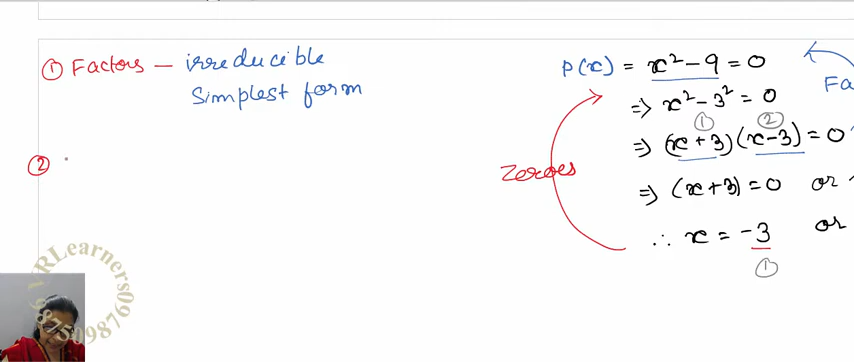 ① Factors — irreducible
Simplest form
②
P(x) = x² - 9 = 0
⇒ x² - 3² = 0
① ②
⇒ (x + 3) (x - 3) = 0
⇒ (x + 3) = 0 or
∴ x = -3 or
①
Zeroes
Fa